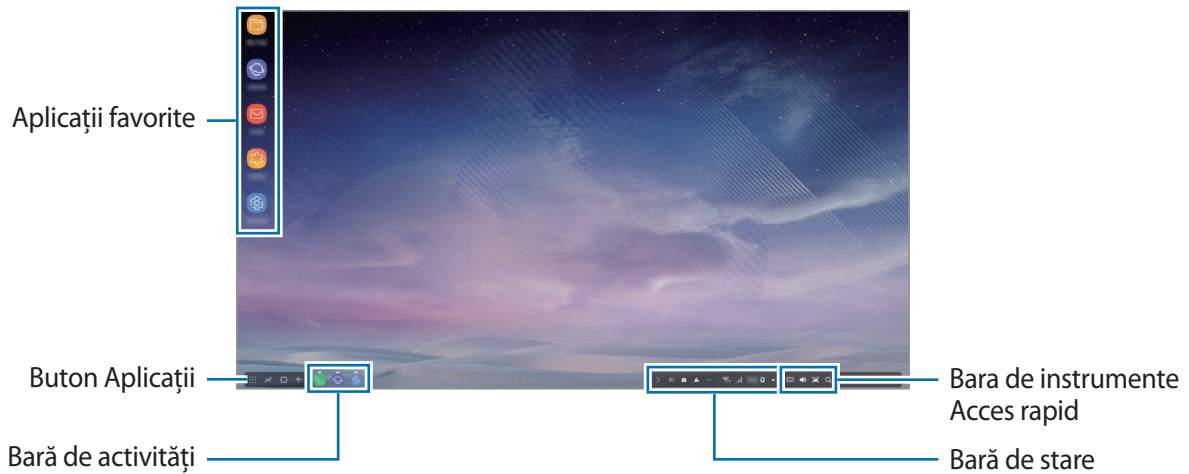 Aplicații favorite
Buton Aplicații
Bară de activități
Bara de instrumente
Acces rapid
Bară de stare